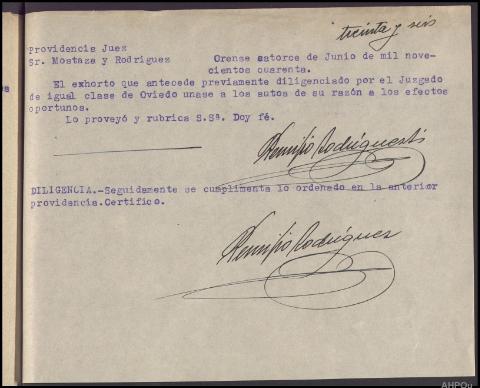 treinta y seis
Providencia Juez
Sr. Mostaza y Rodriguez Orense catorce de Junio de mil nove-
cientos cuarenta.
El exhorto que antecede previamente diligenciado por el Juzgado
de igual clase de Oviedo unase a los autos de su razón a los efectos
oportunos.
Lo proveyó y rubrica S.Sª. Doy fé.
Remigio Rodríguez
DILIGENCIA.-Seguidamente se cumplimenta lo ordenado en la anterior
providencia.Certifico.
Remigio Rodríguez
AHPOu